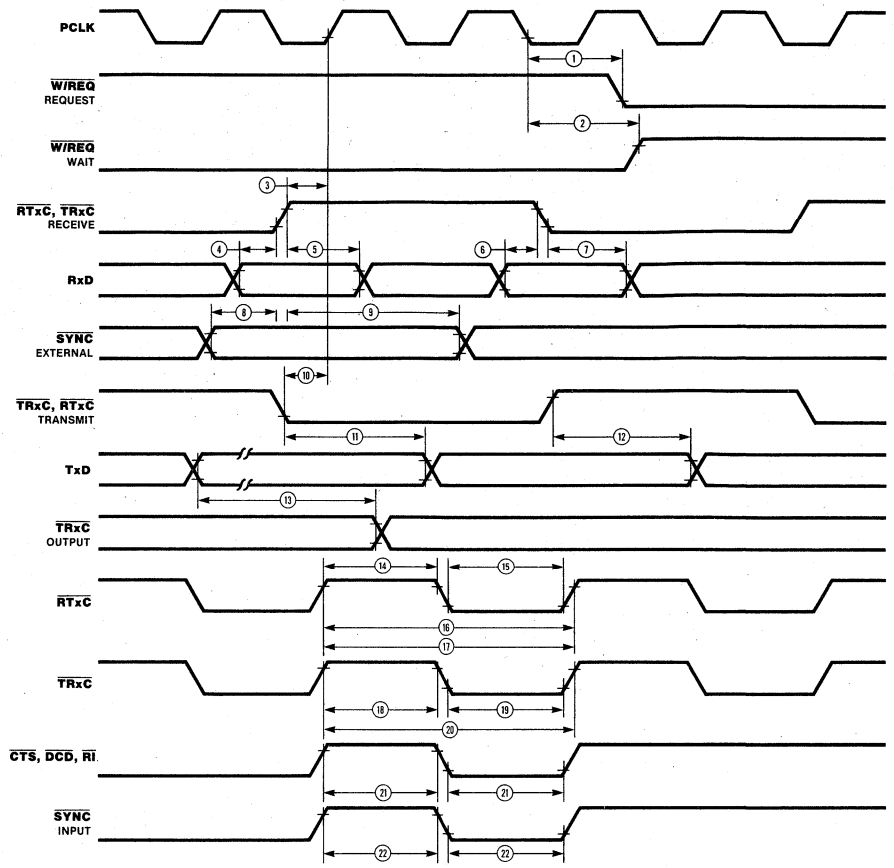 PCLK
1
W/REQ
REQUEST
2
W/REQ
WAIT
3
RTxC, TRxC
RECEIVE
4
5
6
7
RxD
8
9
SYNC
EXTERNAL
10
TRxC, RTxC
TRANSMIT
11
12
TxD
13
TRxC
OUTPUT
14
15
RTxC
16
17
TRxC
18
19
20
CTS, DCD, RI
21
21
SYNC
INPUT
22
22